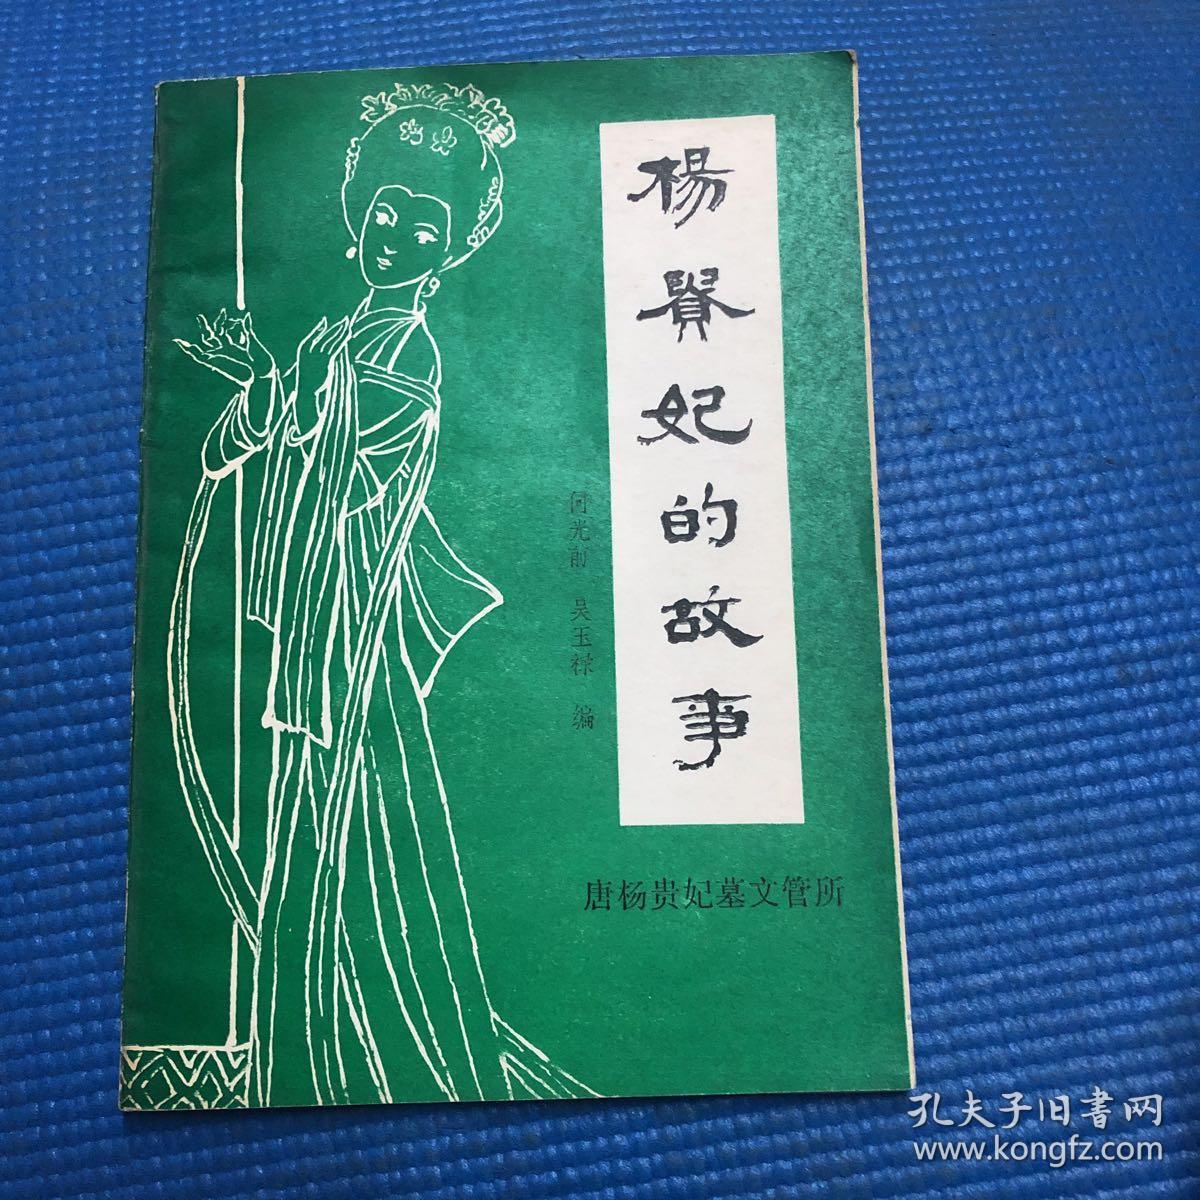 楊貴妃的故事
何光前 吴玉禄 编
唐杨贵妃墓文管所
孔夫子旧書网
www.kongfz.com